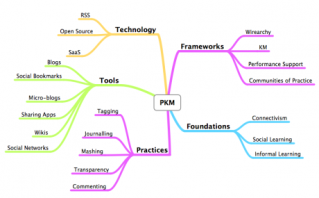 RSS
Open Source
SaaS
Technology
Blogs
Social Bookmarks
Micro-blogs
Sharing Apps
Wikis
Social Networks
Tools
Tagging
Journalling
Mashing
Transparency
Commenting
Practices
PKM
Frameworks
Wirearchy
KM
Performance Support
Communities of Practice
Foundations
Connectivism
Social Learning
Informal Learning